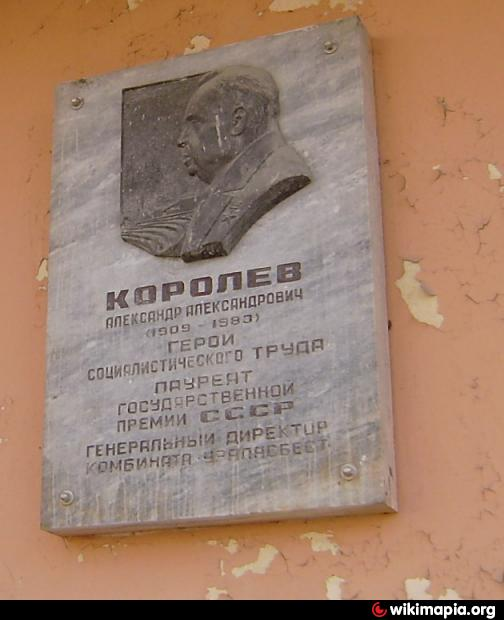 КОРОЛЕВ
АЛЕКСАНДР АЛЕКСАНДРОВИЧ
(1909 - 1983)
ГЕРОЙ
СОЦИАЛИСТИЧЕСКОГО ТРУДА
ЛАУРЕАТ
ГОСУДАРСТВЕННОЙ
ПРЕМИИ СССР
ГЕНЕРАЛЬНЫЙ ДИРЕКТОР
КОМБИНАТА УРАЛАСБЕСТ
wikimapia.org